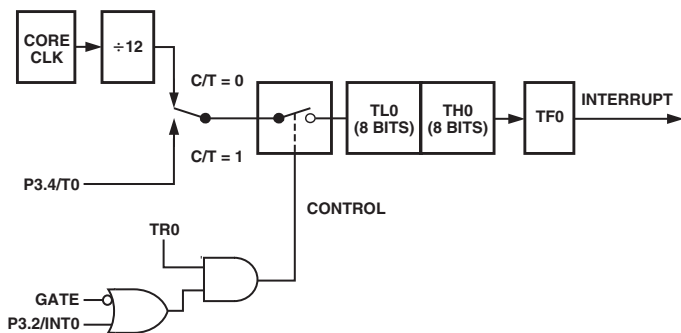 CORE
CLK
÷12
C/T = 0
C/T = 1
P3.4/T0
TL0
(8 BITS)
TH0
(8 BITS)
TF0
INTERRUPT
CONTROL
TR0
GATE
P3.2/INT0